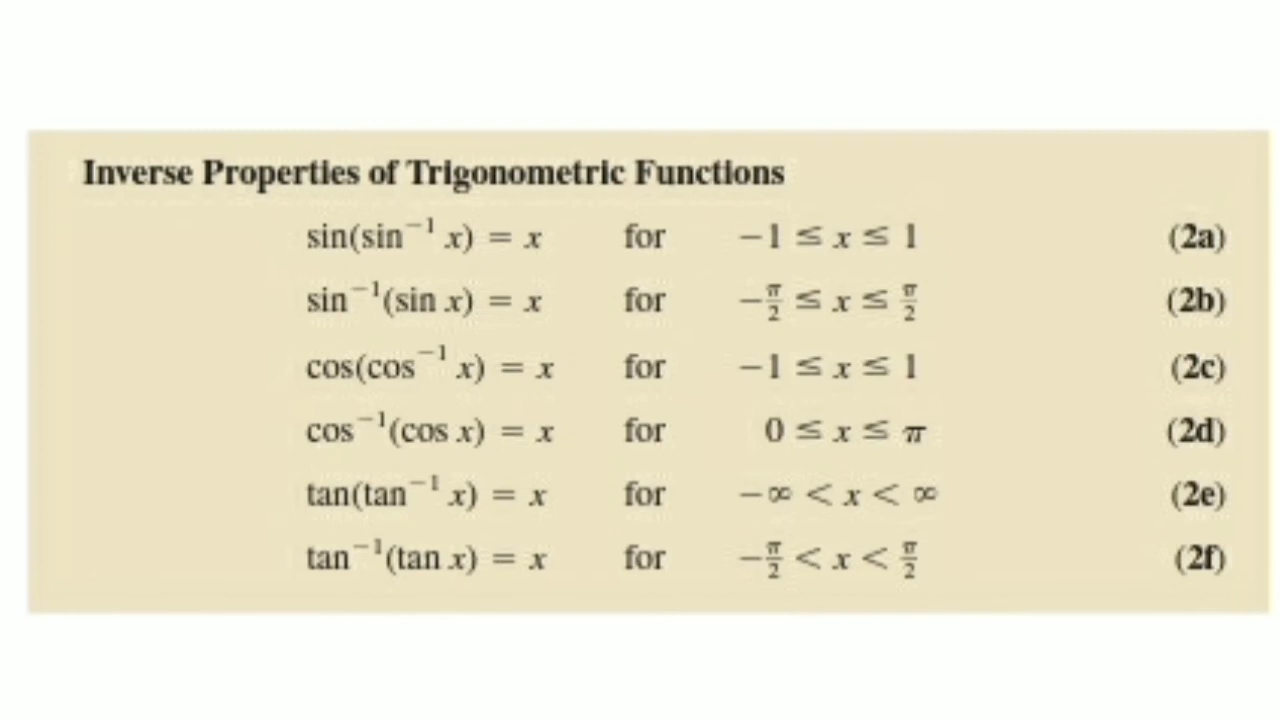 Inverse Properties of Trigonometric Functions
sin(sin⁻¹ x) = x for −1 ≤ x ≤ 1 (2a)
sin⁻¹(sin x) = x for −π/2 ≤ x ≤ π/2 (2b)
cos(cos⁻¹ x) = x for −1 ≤ x ≤ 1 (2c)
cos⁻¹(cos x) = x for 0 ≤ x ≤ π (2d)
tan(tan⁻¹ x) = x for −∞ < x < ∞ (2e)
tan⁻¹(tan x) = x for −π/2 < x < π/2 (2f)